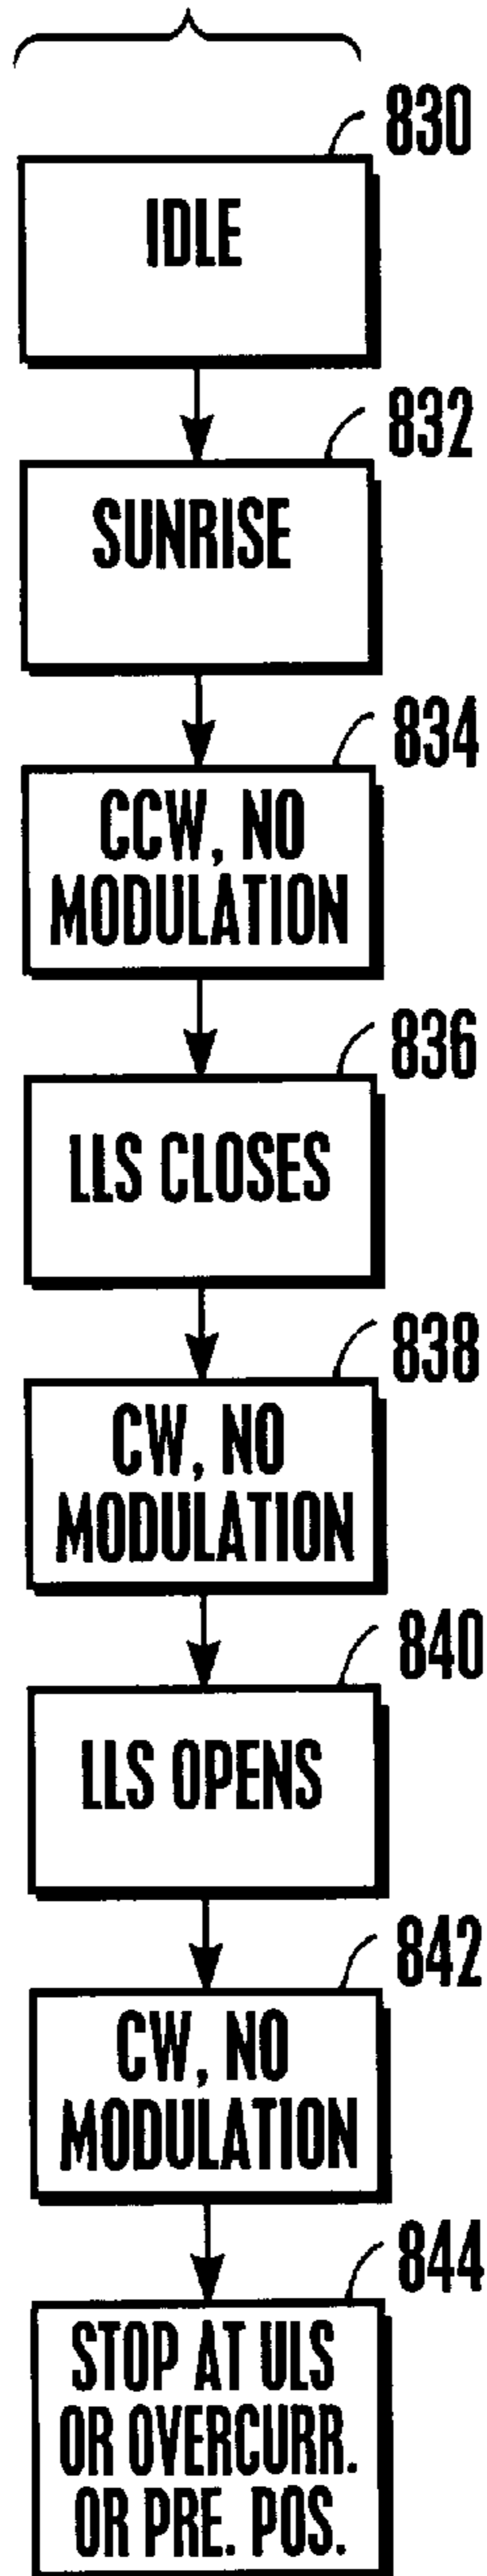 830
IDLE
832
SUNRISE
834
CCW, NO
MODULATION
836
LLS CLOSES
838
CW, NO
MODULATION
840
LLS OPENS
842
CW, NO
MODULATION
844
STOP AT ULS
OR OVERCURR.
OR PRE. POS.